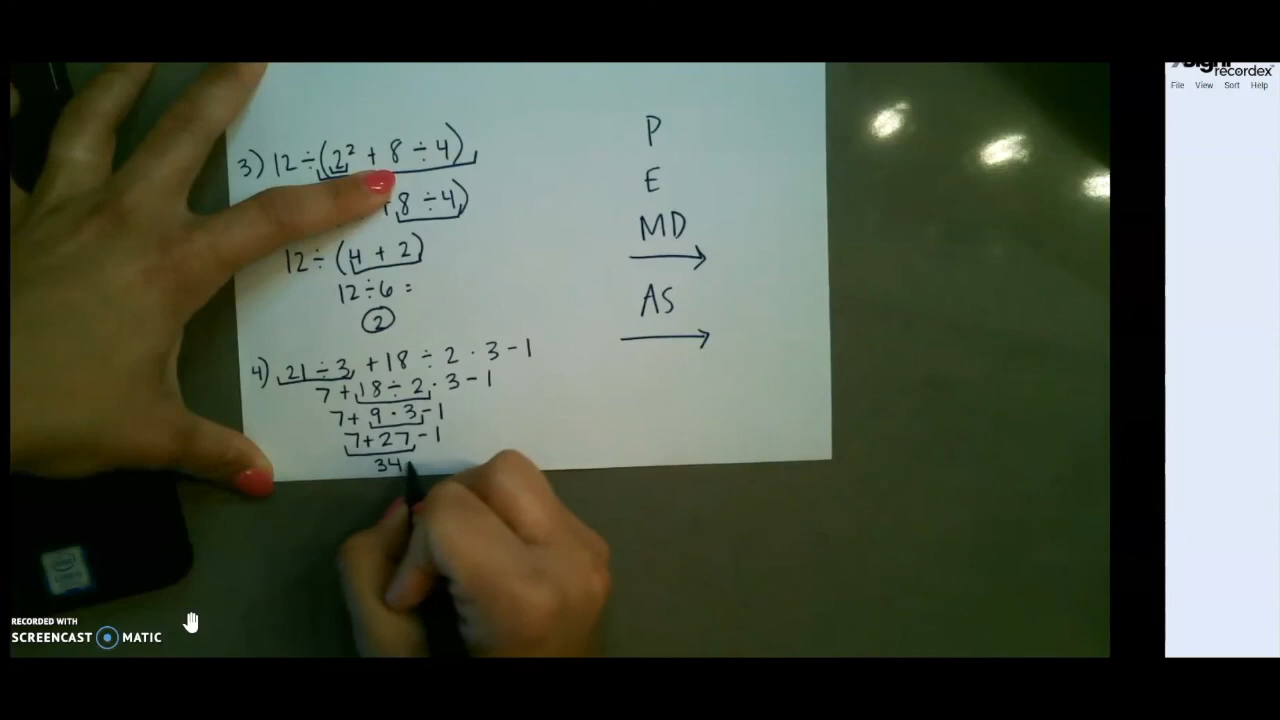 3) 12 ÷ (2² + 8 ÷ 4)
8 ÷ 4)
12 ÷ (4 + 2)
12 ÷ 6 =
2
4) 21 ÷ 3 + 18 ÷ 2 · 3 - 1
7 + 18 ÷ 2 · 3 - 1
7 + 9 · 3 - 1
7 + 27 - 1
34
P
E
MD
AS
recordex
File View Sort Help
RECORDED WITH
SCREENCAST MATIC